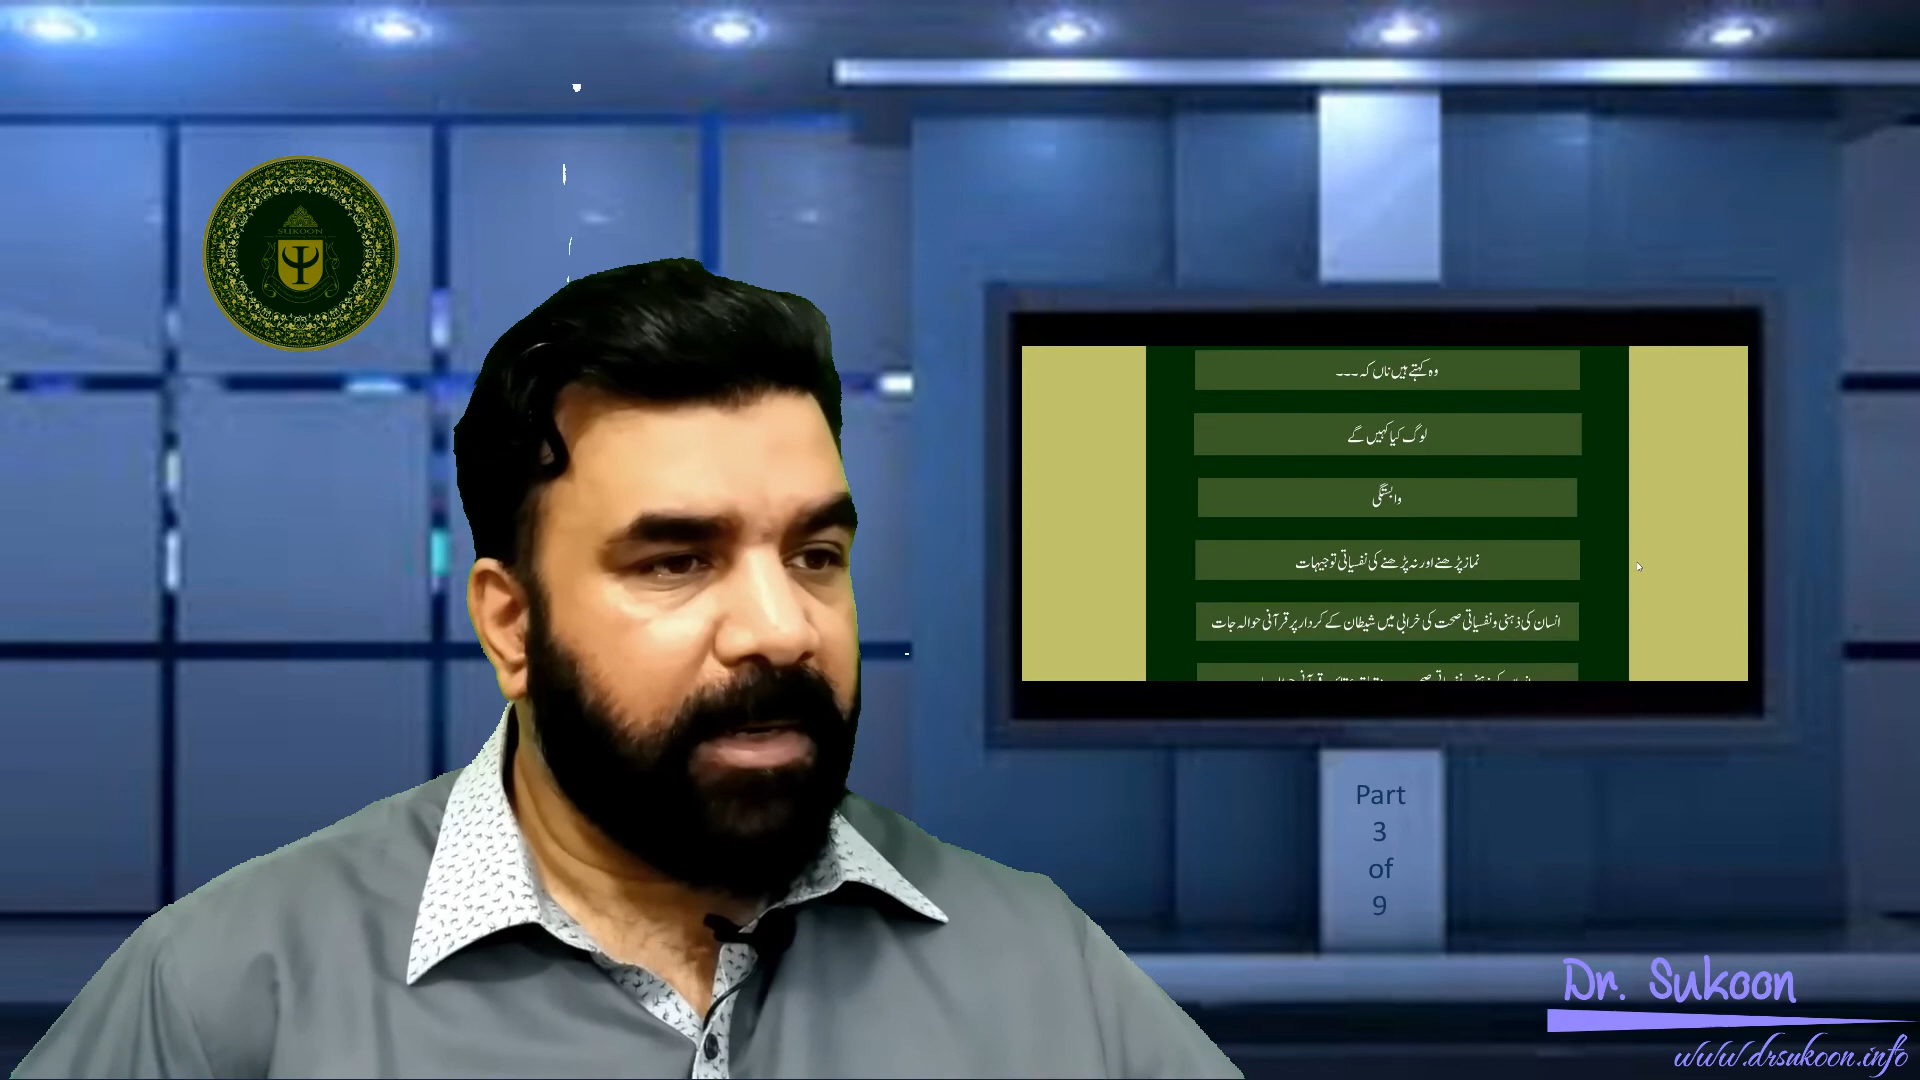 SUKOON
وہ کہتے ہیں ناں کہ ۔۔۔
لوگ کیا کہیں گے
وابستگی
نماز پڑھنے اور نہ پڑھنے کی نفسیاتی توجیہات
انسان کی ذہنی و نفسیاتی صحت کی خرابی میں شیطان کے کردار پر قرآنی حوالہ جات
Part
3
of
9
Dr. Sukoon
www.drsukoon.info